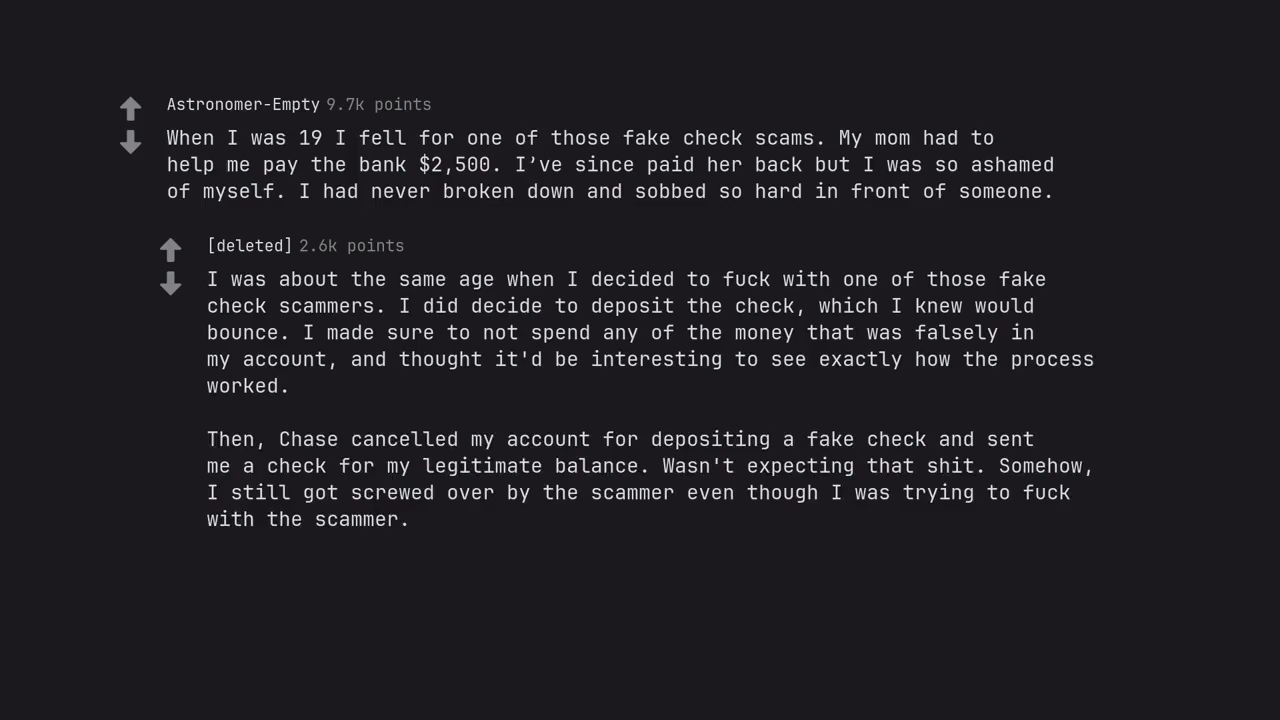 Astronomer-Empty 9.7k points
When I was 19 I fell for one of those fake check scams. My mom had to
help me pay the bank $2,500. I’ve since paid her back but I was so ashamed
of myself. I had never broken down and sobbed so hard in front of someone.
[deleted] 2.6k points
I was about the same age when I decided to fuck with one of those fake
check scammers. I did decide to deposit the check, which I knew would
bounce. I made sure to not spend any of the money that was falsely in
my account, and thought it'd be interesting to see exactly how the process
worked.
Then, Chase cancelled my account for depositing a fake check and sent
me a check for my legitimate balance. Wasn't expecting that shit. Somehow,
I still got screwed over by the scammer even though I was trying to fuck
with the scammer.